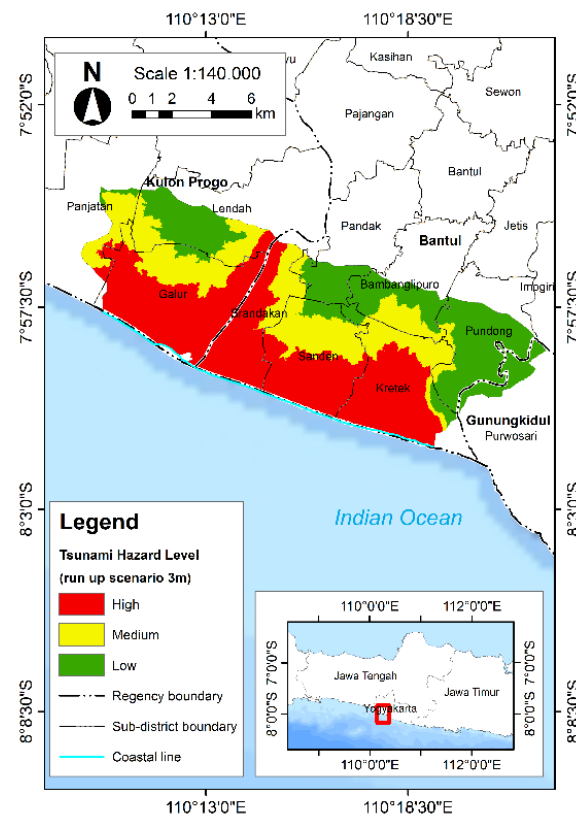 110°13'0"E 110°18'30"E
N
Scale 1:140.000
0 1 2 4 6
km
Kasihan
Sewon
7°52'0"S
7°52'0"S
Pajangan
Bantul
Kulon Progo
Panjatan
Lendah
Pandak
Jetis
Bantul
Bambanglipuro
Imogiri
Galur
Srandakan
7°57'30"S
7°57'30"S
Pundong
Sanden
Kretek
Gunungkidul
Purwosari
8°3'0"S
8°3'0"S
Indian Ocean
Legend
Tsunami Hazard Level
(run up scenario 3m)
High
Medium
Low
Regency boundary
Sub-district boundary
Coastal line
110°0'0"E 112°0'0"E
7°0'0"S
7°0'0"S
Jawa Tengah
Jawa Timur
Yogyakarta
8°0'0"S
8°0'0"S
110°0'0"E 112°0'0"E
8°8'30"S
8°8'30"S
110°13'0"E 110°18'30"E